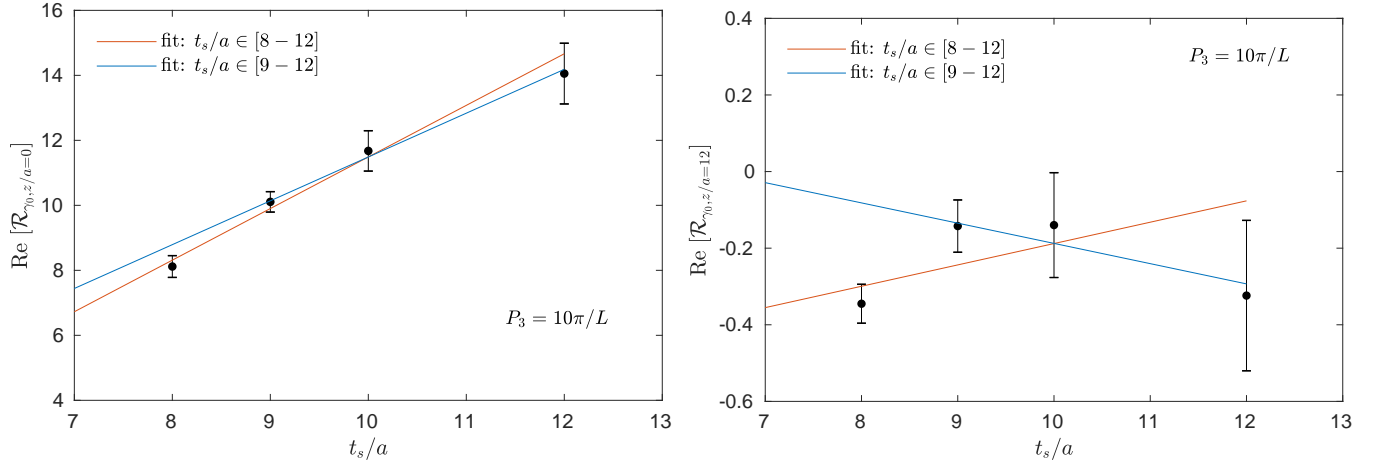 16
14
12
10
8
6
4
7
8
9
10
11
12
13
Re [ℛ_{γ₀,z/a=0}]
t_s/a
fit: t_s/a ∈ [8 − 12]
fit: t_s/a ∈ [9 − 12]
P₃ = 10π/L
0.4
0.2
0
-0.2
-0.4
-0.6
7
8
9
10
11
12
13
Re [ℛ_{γ₀,z/a=12}]
t_s/a
fit: t_s/a ∈ [8 − 12]
fit: t_s/a ∈ [9 − 12]
P₃ = 10π/L